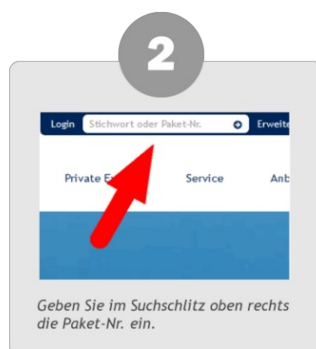 2
Login Stichwort oder Paket-Nr. Erweite
Private E Service Anb
Geben Sie im Suchschlitz oben rechts
die Paket-Nr. ein.